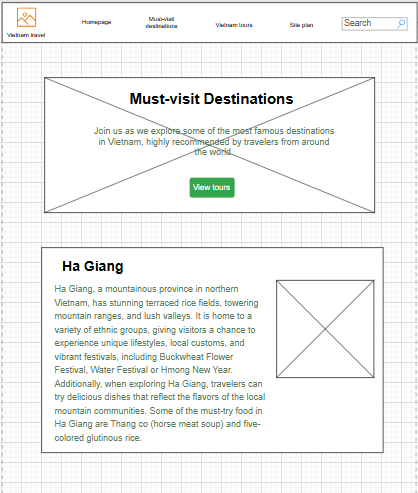 Vietnam travel
Homepage
Must-visit
destinations
Vietnam tours
Site plan
Search
Must-visit Destinations
Join us as we explore some of the most famous destinations
in Vietnam, highly recommended by travelers from around
the world
View tours
Ha Giang
Ha Giang, a mountainous province in northern
Vietnam, has stunning terraced rice fields, towering
mountain ranges, and lush valleys. It is home to a
variety of ethnic groups, giving visitors a chance to
experience unique lifestyles, local customs, and
vibrant festivals, including Buckwheat Flower
Festival, Water Festival or Hmong New Year.
Additionally, when exploring Ha Giang, travelers can
try delicious dishes that reflect the flavors of the local
mountain communities. Some of the must-try food in
Ha Giang are Thang co (horse meat soup) and five-
colored glutinous rice.